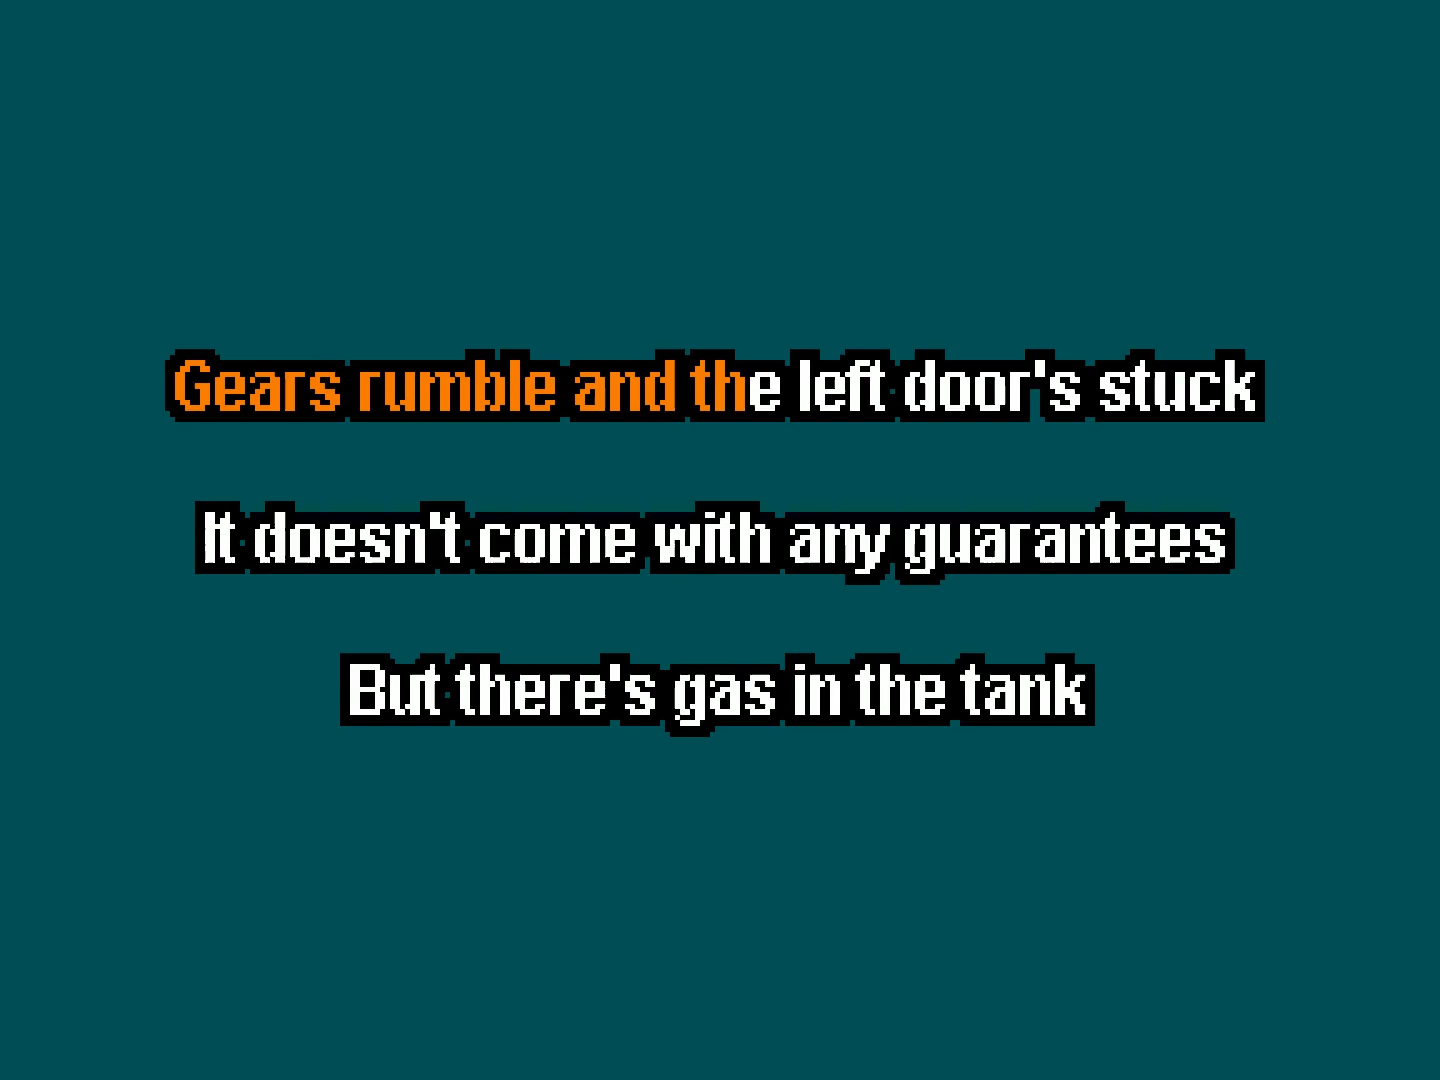 Gears rumble and the left door's stuck
It doesn't come with any guarantees
But there's gas in the tank